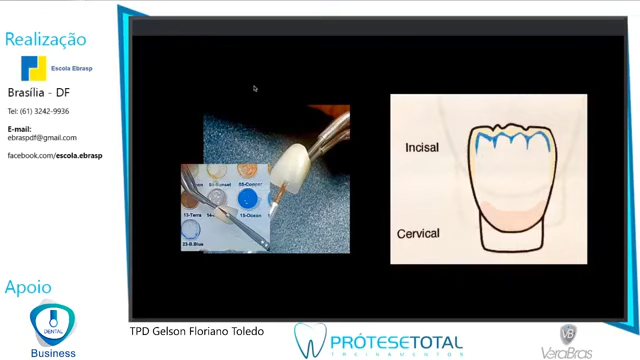 Realização
Escola Ebrasp
Brasília - DF
Tel: (61) 3242-9936
E-mail:
ebraspdf@gmail.com
facebook.com/escola.ebrasp
Apoio
DENTAL
Business
05-Copper
13-Terra
15-Ocean
23-B.Blue
Incisal
Cervical
TPD Gelson Floriano Toledo
PRÓTESETOTAL
TREINAMENTOS
VB
VeraBras